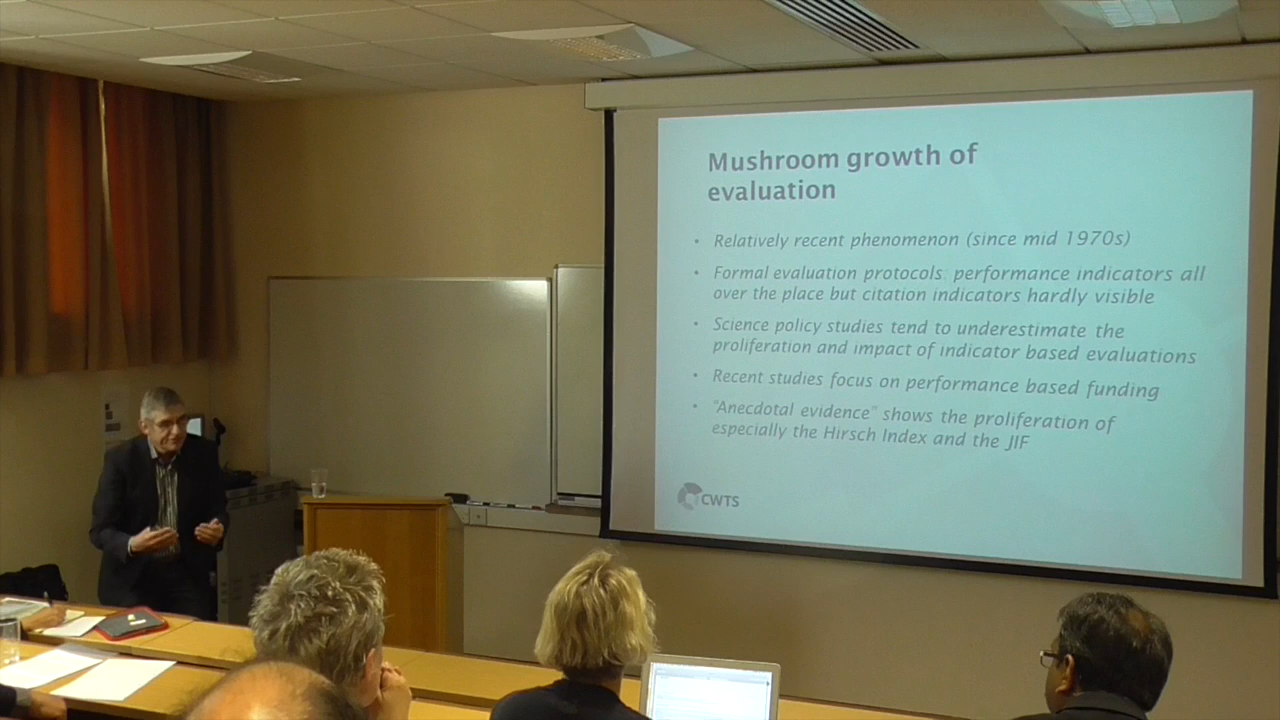 Mushroom growth of
evaluation
• Relatively recent phenomenon (since mid 1970s)
• Formal evaluation protocols: performance indicators all
over the place but citation indicators hardly visible
• Science policy studies tend to underestimate the
proliferation and impact of indicator based evaluations
• Recent studies focus on performance based funding
• "Anecdotal evidence" shows the proliferation of
especially the Hirsch Index and the JIF
CWTS